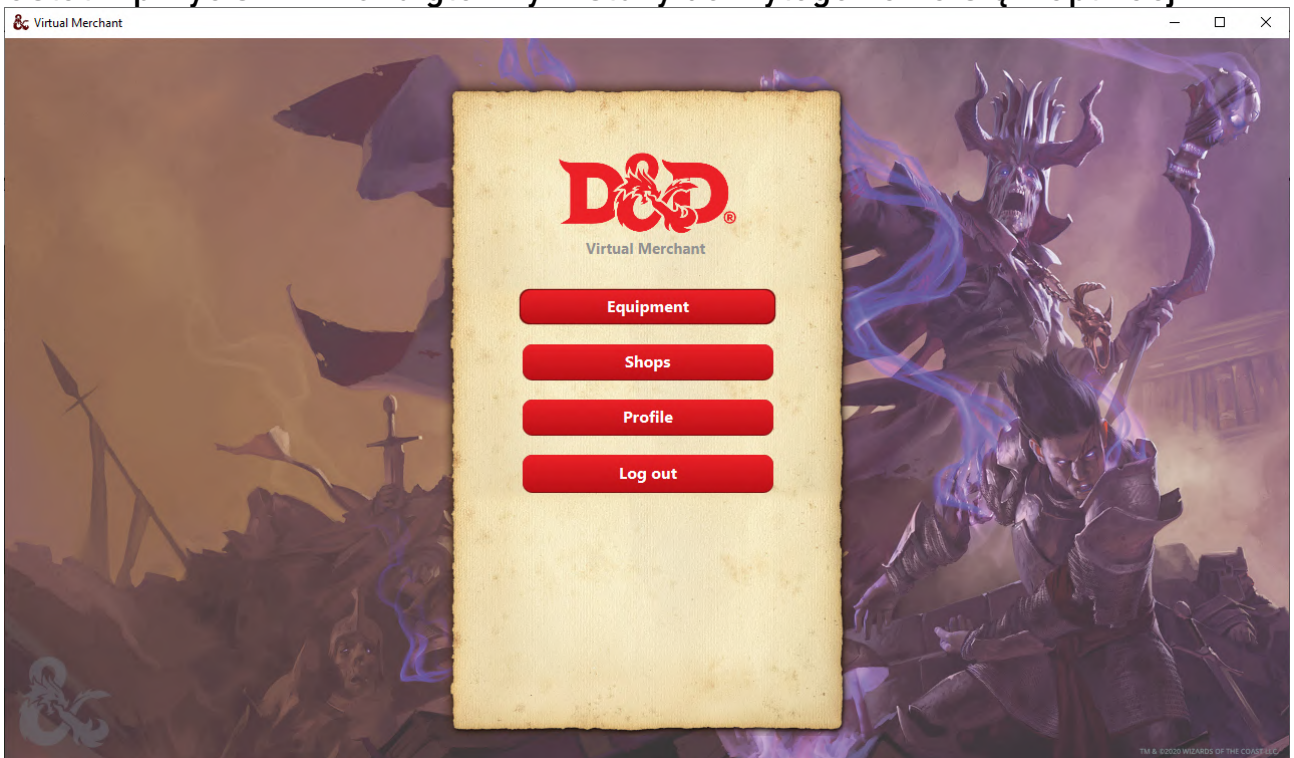 Virtual Merchant
D&D®
Virtual Merchant
Equipment
Shops
Profile
Log out
TM & ©2020 WIZARDS OF THE COAST LLC